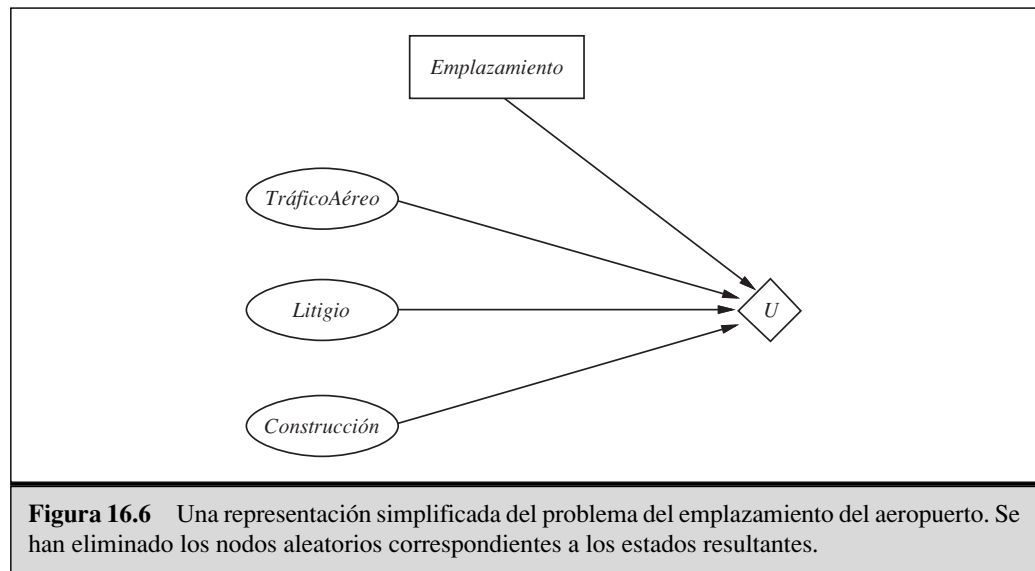 Emplazamiento
TráficoAéreo
Litigio
U
Construcción
Figura 16.6 Una representación simplificada del problema del emplazamiento del aeropuerto. Se
han eliminado los nodos aleatorios correspondientes a los estados resultantes.